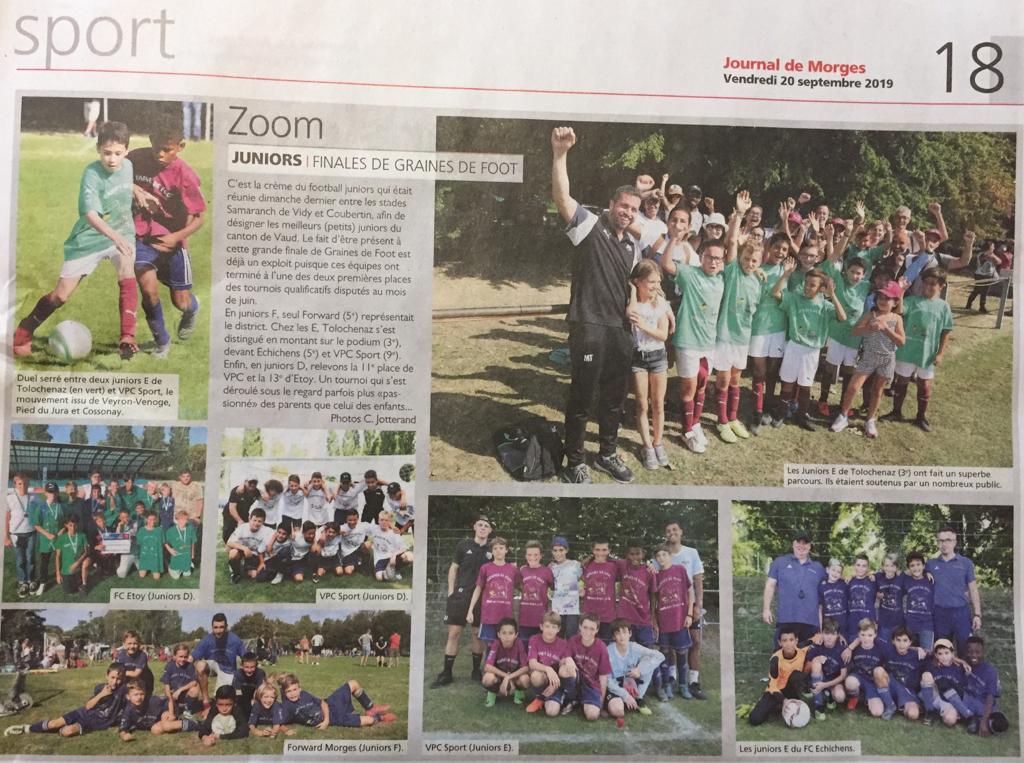 sport
Journal de Morges
Vendredi 20 septembre 2019
18
Zoom
JUNIORS | FINALES DE GRAINES DE FOOT
C'est la crème du football juniors qui était
réunie dimanche dernier entre les stades
Samaranch de Vidy et Coubertin, afin de
désigner les meilleurs (petits) juniors du
canton de Vaud. Le fait d'être présent à
cette grande finale de Graines de Foot est
déjà un exploit puisque ces équipes ont
terminé à l'une des deux premières places
des tournois qualificatifs disputés au mois
de juin.
En juniors F, seul Forward (5e) représentait
le district. Chez les E, Tolochenaz s'est
distingué en montant sur le podium (3e),
devant Echichens (5e) et VPC Sport (9e).
Enfin, en juniors D, relevons la 11e place de
VPC et la 13e d'Etoy. Un tournoi qui s'est
déroulé sous le regard parfois plus «pas-
sionné» des parents que celui des enfants...
Photos C. Jotterand
Duel serré entre deux juniors E de
Tolochenaz (en vert) et VPC Sport, le
mouvement issu de Veyron-Venoge,
Pied du Jura et Cossonay.
Les Juniors E de Tolochenaz (3e) ont fait un superbe
parcours. Ils étaient soutenus par un nombreux public.
FC Etoy (Juniors D).
VPC Sport (Juniors D).
Forward Morges (Juniors F).
VPC Sport (Juniors E).
Les juniors E du FC Echichens.